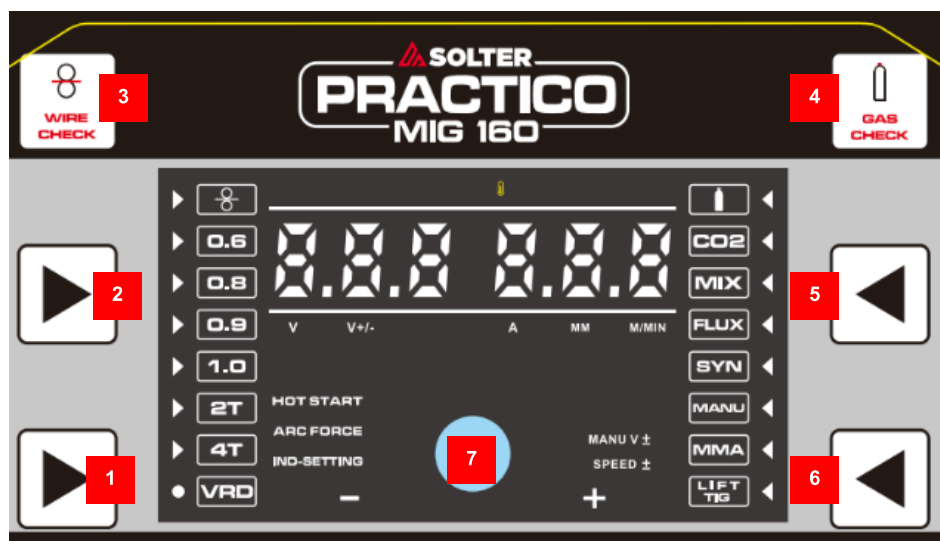 SOLTER
PRACTICO
MIG 160
WIRE
CHECK
3
4
GAS
CHECK
0.6
CO2
8.8.8 8.8.8
0.8
MIX
2
5
0.9
V V+/- A MM M/MIN
FLUX
1.0
SYN
2T
HOT START
MANU
ARC FORCE
MANU V ±
4T
MMA
IND-SETTING
SPEED ±
7
1
6
VRD
− +
LIFT
TIG